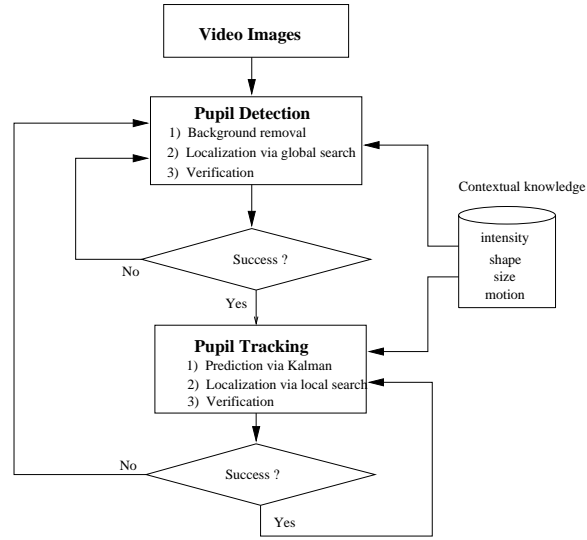 Video Images
Pupil Detection
1) Background removal
2) Localization via global search
3) Verification
Contextual knowledge
intensity
shape
size
motion
Success ?
No
Yes
Pupil Tracking
1) Prediction via Kalman
2) Localization via local search
3) Verification
No
Success ?
Yes